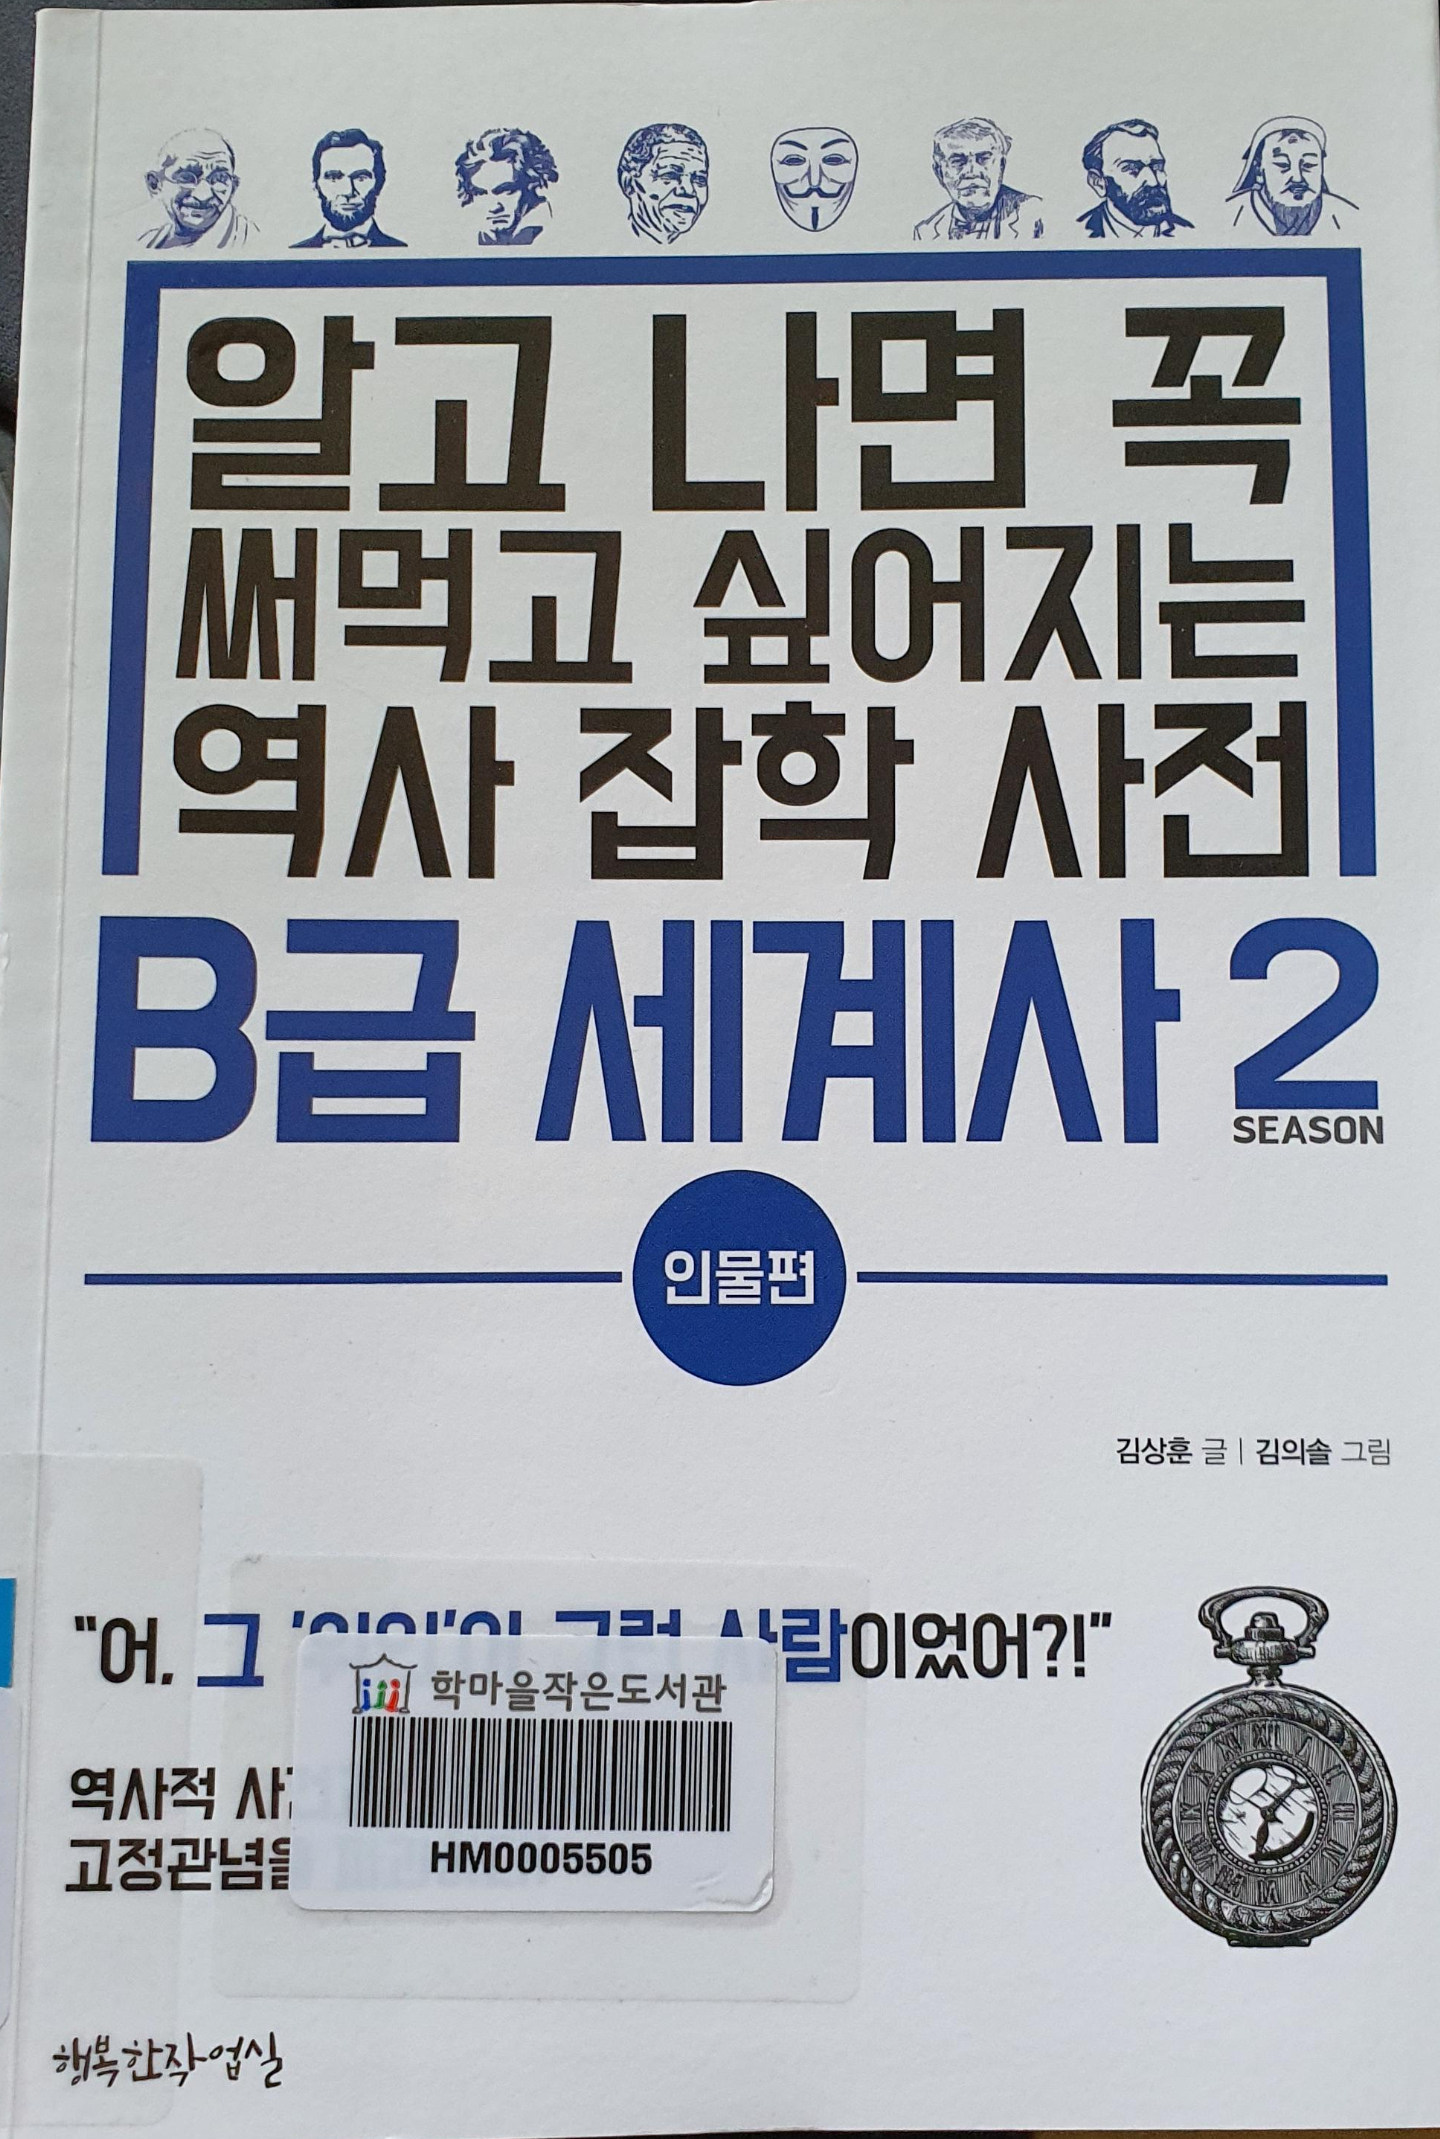 알고 나면 꼭
써먹고 싶어지는
역사 잡학 사전
B급 세계사 2
SEASON
인물편
김상훈 글 | 김의솔 그림
"어, 그 사람이었어?!"
학마을작은도서관
역사적
고정관념을
HM0005505
행복한작업실